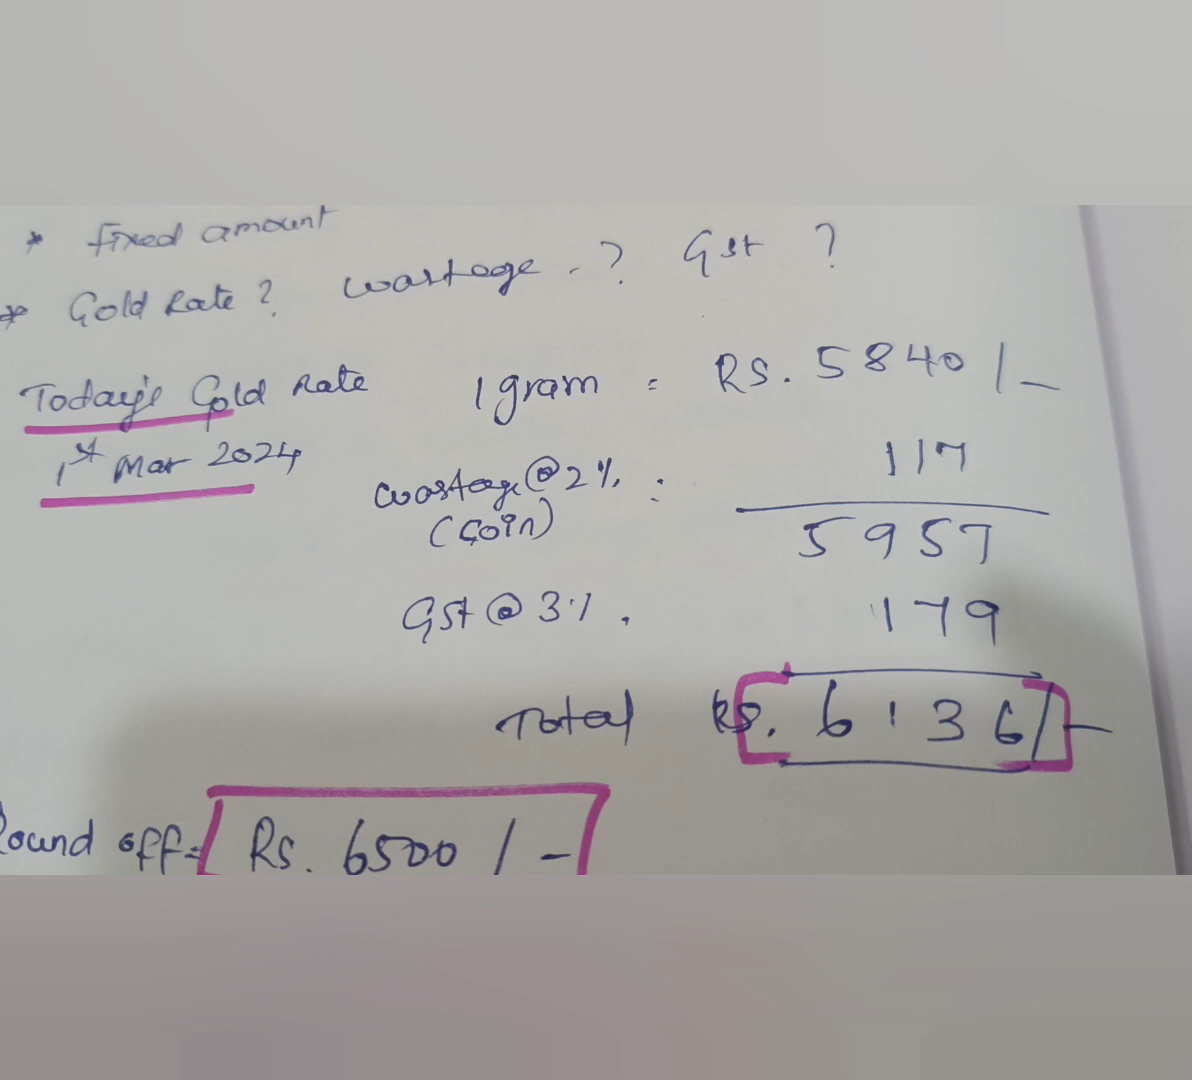 * fixed amount
* Gold Rate? wastage . ? Gst ?
Today's Gold Rate 1 gram = RS. 5840/-
1st Mar 2024
wastage @ 2% : 117
(coin)
5957
Gst @ 3% . 179
Total Rs. 6136/-
Round off = Rs. 6500/-